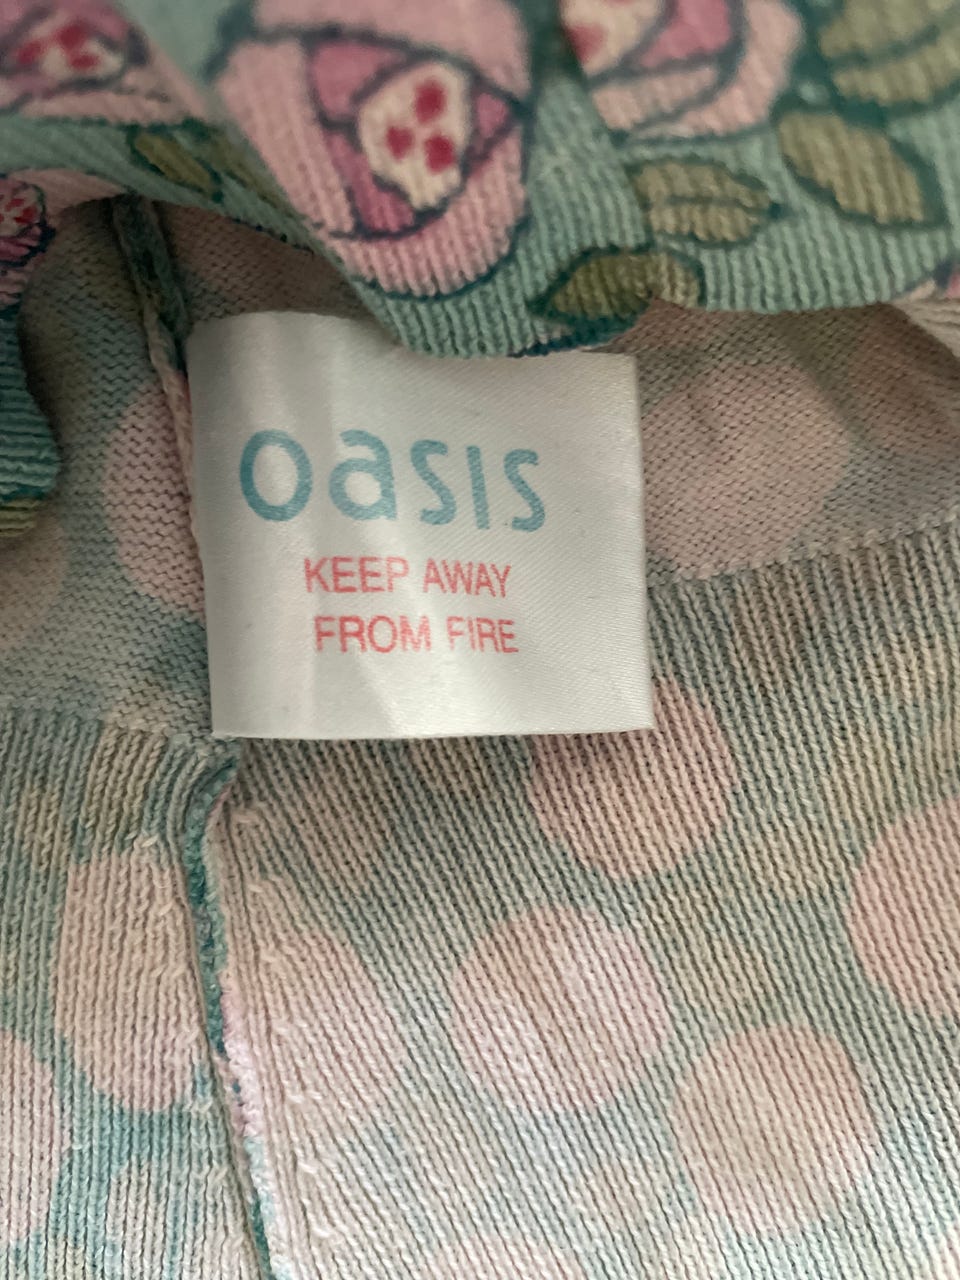 oasis
KEEP AWAY
FROM FIRE